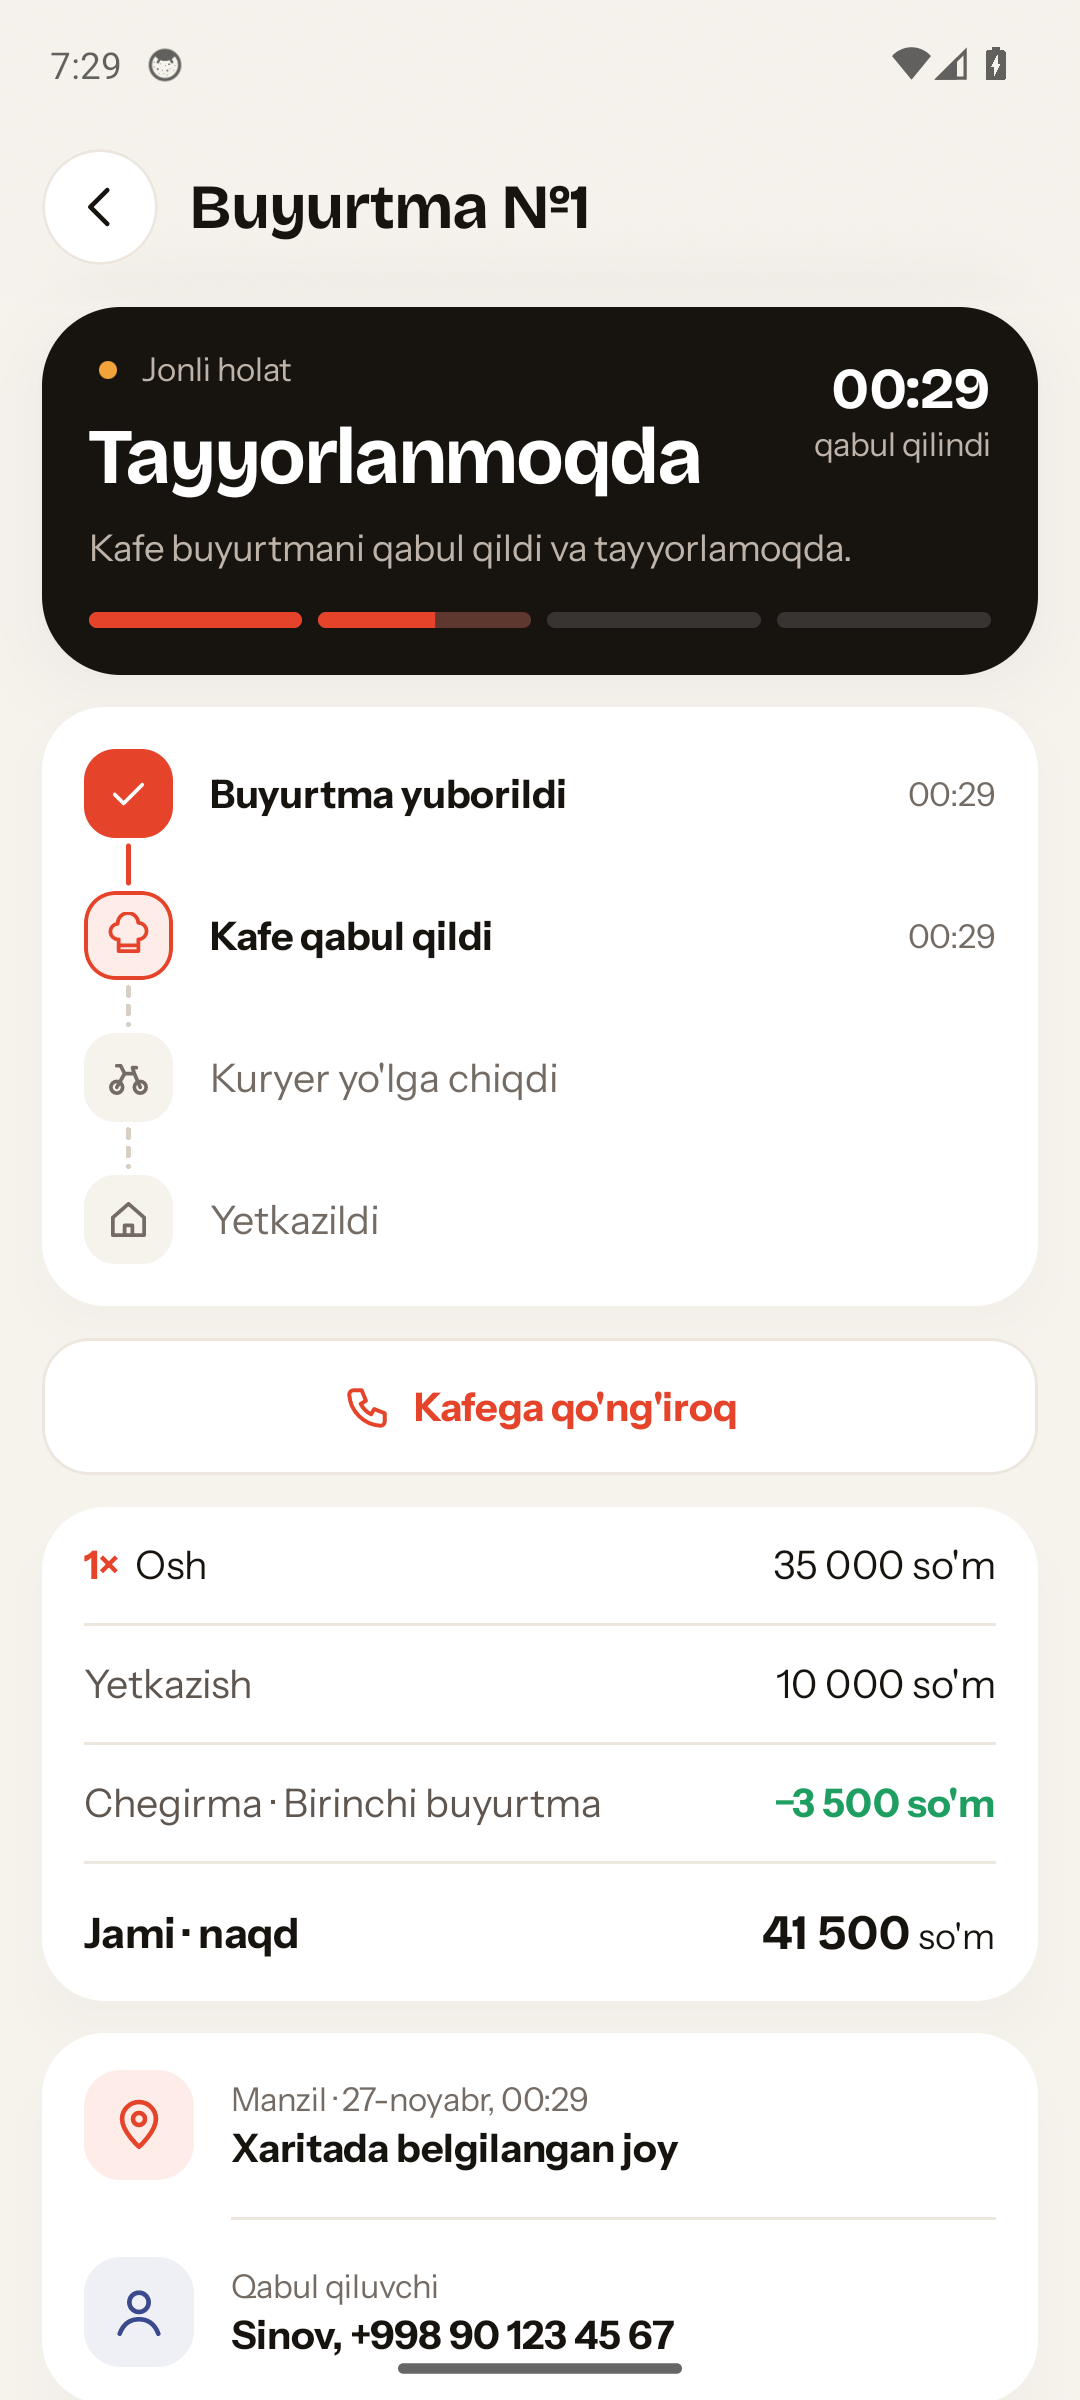 7:29
Buyurtma №1
Jonli holat
00:29
qabul qilindi
Tayyorlanmoqda
Kafe buyurtmani qabul qildi va tayyorlamoqda.
Buyurtma yuborildi 00:29
Kafe qabul qildi 00:29
Kuryer yo'lga chiqdi
Yetkazildi
Kafega qo'ng'iroq
1× Osh 35 000 so'm
Yetkazish 10 000 so'm
Chegirma · Birinchi buyurtma −3 500 so'm
Jami · naqd 41 500 so'm
Manzil · 27-noyabr, 00:29
Xaritada belgilangan joy
Qabul qiluvchi
Sinov, +998 90 123 45 67